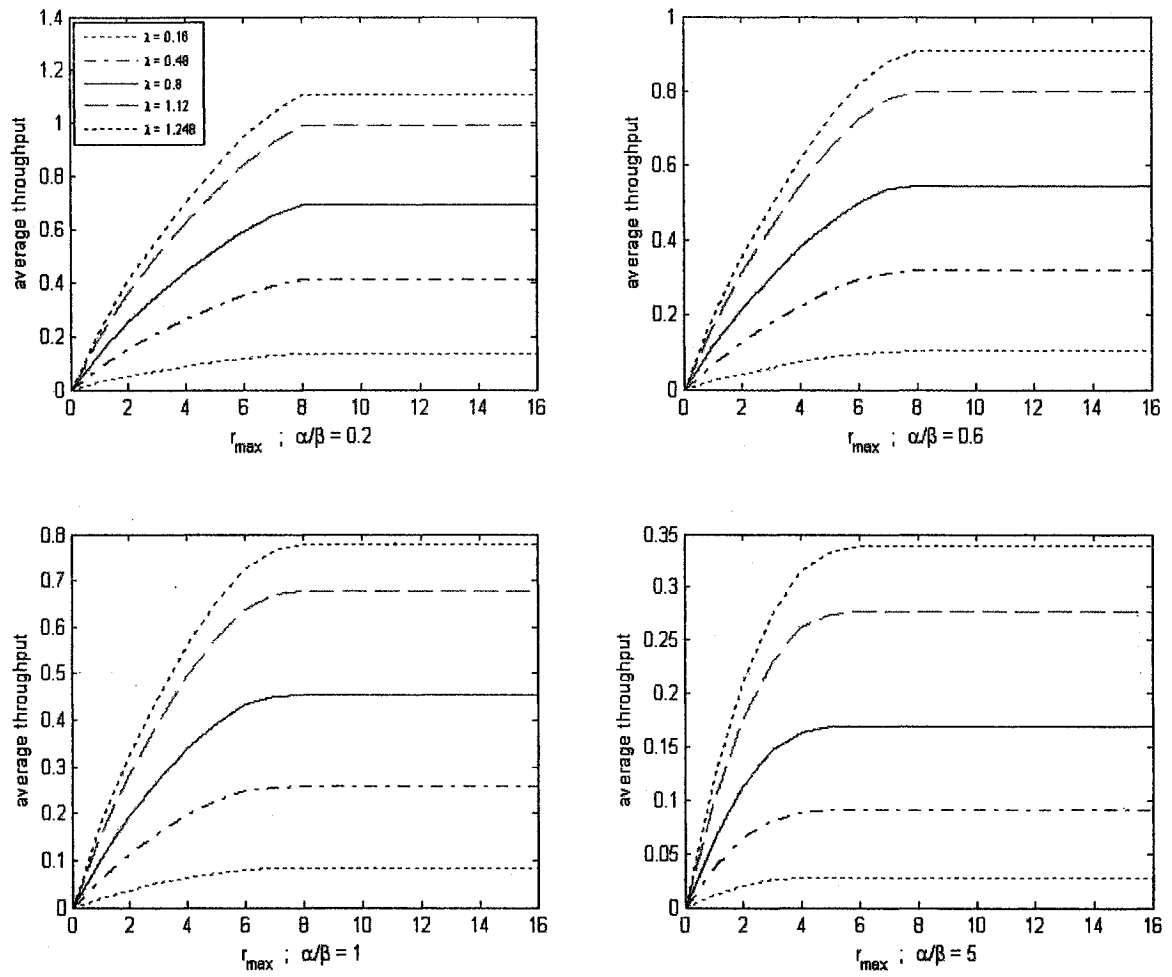 1.4
1.2
1
0.8
0.6
0.4
0.2
0
λ = 0.16
λ = 0.48
λ = 0.8
λ = 1.12
λ = 1.248
average throughput
0 2 4 6 8 10 12 14 16
r_max ; α/β = 0.2
1
0.8
0.6
0.4
0.2
0
average throughput
0 2 4 6 8 10 12 14 16
r_max ; α/β = 0.6
0.8
0.7
0.6
0.5
0.4
0.3
0.2
0.1
0
average throughput
0 2 4 6 8 10 12 14 16
r_max ; α/β = 1
0.35
0.3
0.25
0.2
0.15
0.1
0.05
0
average throughput
0 2 4 6 8 10 12 14 16
r_max ; α/β = 5